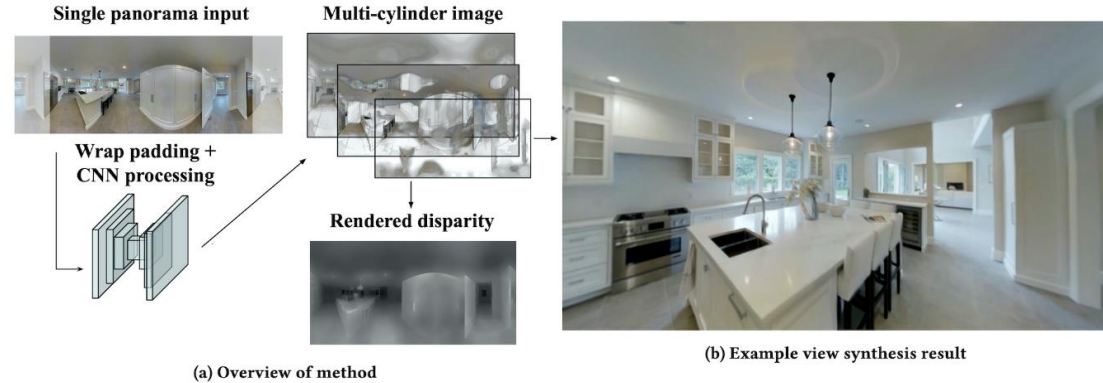 Single panorama input
Multi-cylinder image
Wrap padding +
CNN processing
Rendered disparity
(a) Overview of method
(b) Example view synthesis result